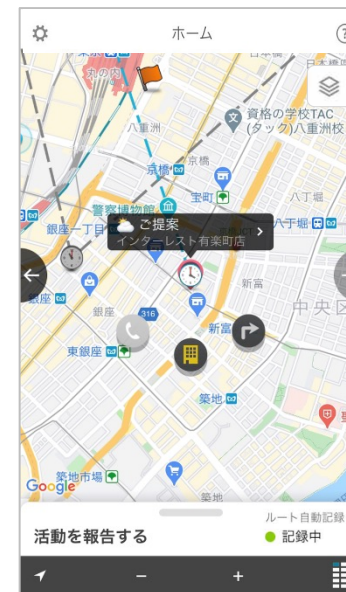 ホーム
丸の内
八重洲
資格の学校TAC
(タック)八重洲校
京橋
京橋
宝町
八丁堀
警察博物館
銀座一丁目
八丁堀
ご提案
インターレスト有楽町店
新富
銀座
銀座
316
中央区
新富
東銀座
築地
築地市場
築地
Google
活動を報告する
ルート自動記録
記録中